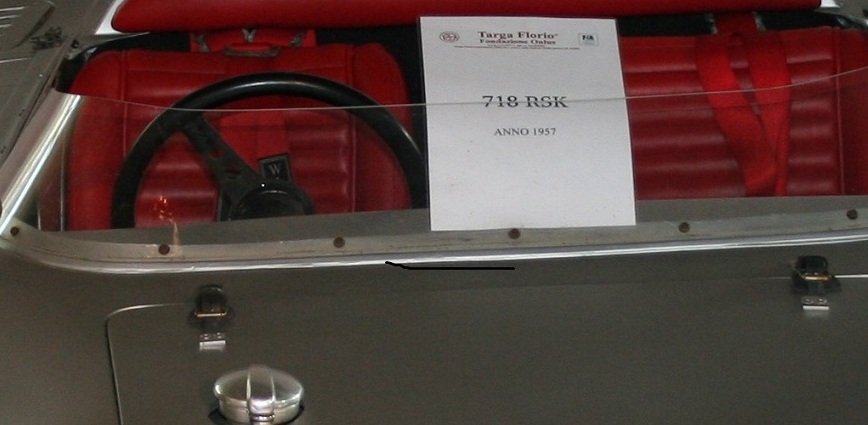 Targa Florio
Fondazione Onlus
718 RSK
ANNO 1957
W